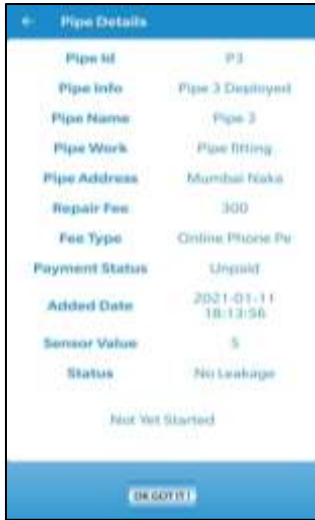 ← Pipe Details
Pipe Id P3
Pipe Info Pipe 3 Deployed
Pipe Name Pipe 3
Pipe Work Pipe fitting
Pipe Address Mumbai Naka
Repair Fee 300
Fee Type Online Phone Pe
Payment Status Unpaid
Added Date 2021-01-11
18:13:56
Sensor Value 5
Status No Leakage
Not Yet Started
OK GOT IT !